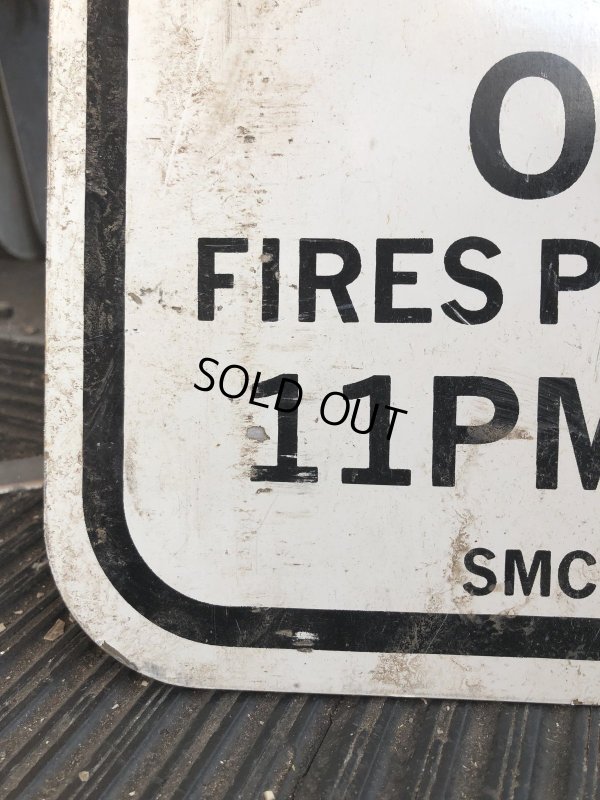 O
FIRES P
11PM
SOLD OUT
SMC